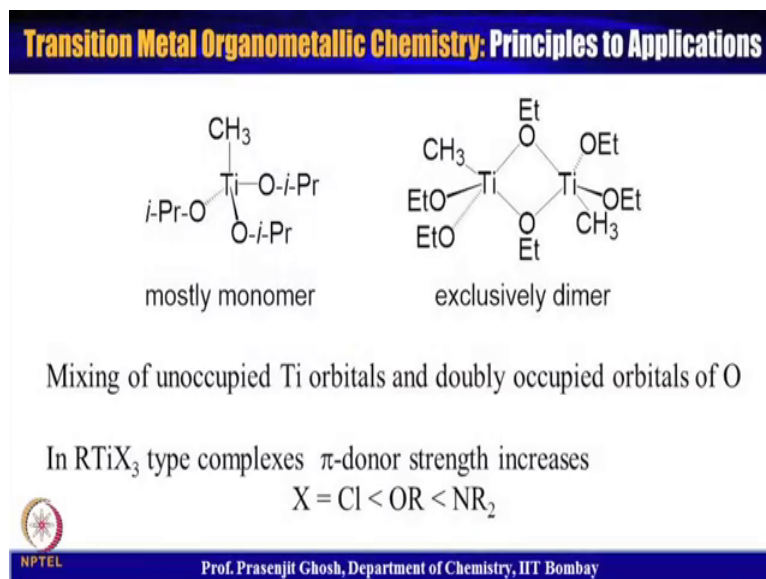 Transition Metal Organometallic Chemistry: Principles to Applications
CH₃
Ti
O-i-Pr
i-Pr-O
O-i-Pr
mostly monomer
Et
O
CH₃
OEt
Ti
Ti
EtO
OEt
EtO
O
CH₃
Et
exclusively dimer
Mixing of unoccupied Ti orbitals and doubly occupied orbitals of O
In RTiX₃ type complexes π-donor strength increases
X = Cl < OR < NR₂
NPTEL
Prof. Prasenjit Ghosh, Department of Chemistry, IIT Bombay